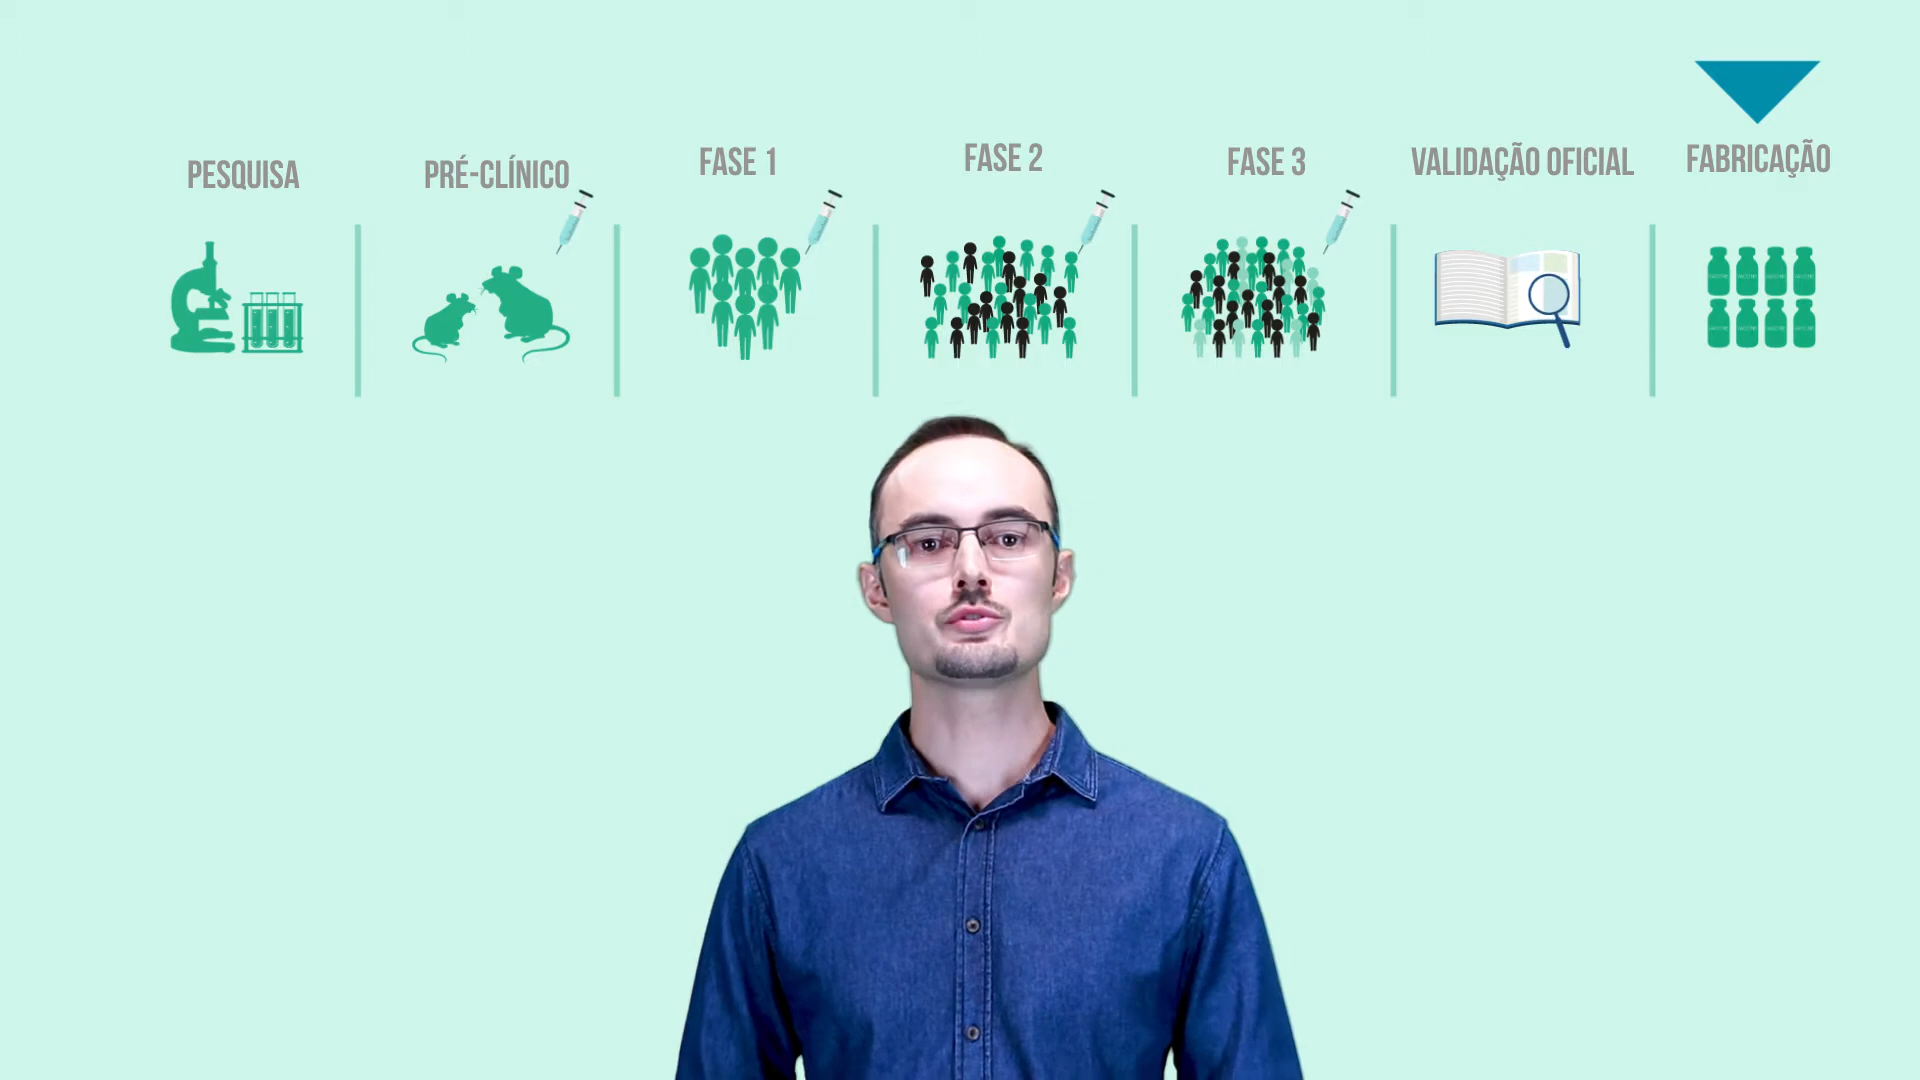 PESQUISA
PRÉ-CLÍNICO
FASE 1
FASE 2
FASE 3
VALIDAÇÃO OFICIAL
FABRICAÇÃO